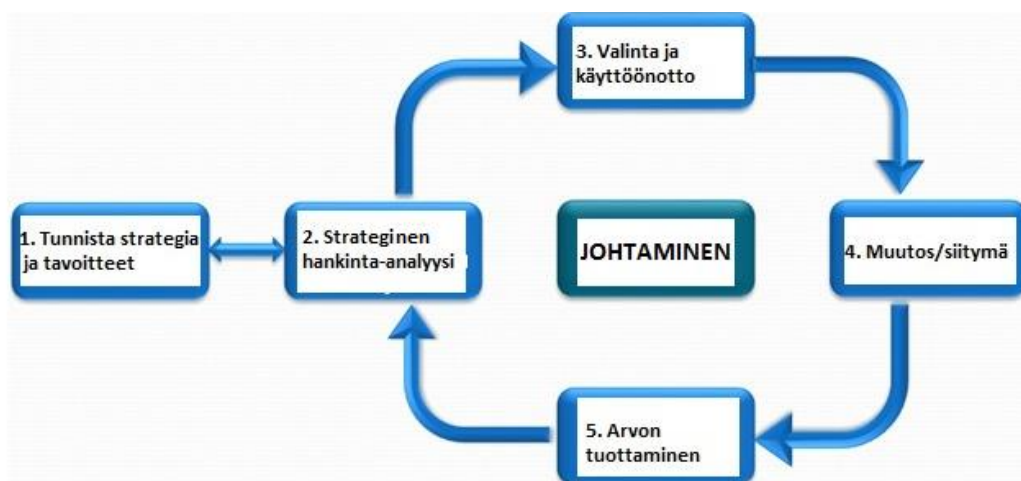 1. Tunnista strategia
ja tavoitteet
2. Strateginen
hankinta-analyysi
3. Valinta ja
käyttöönotto
JOHTAMINEN
4. Muutos/siitymä
5. Arvon
tuottaminen